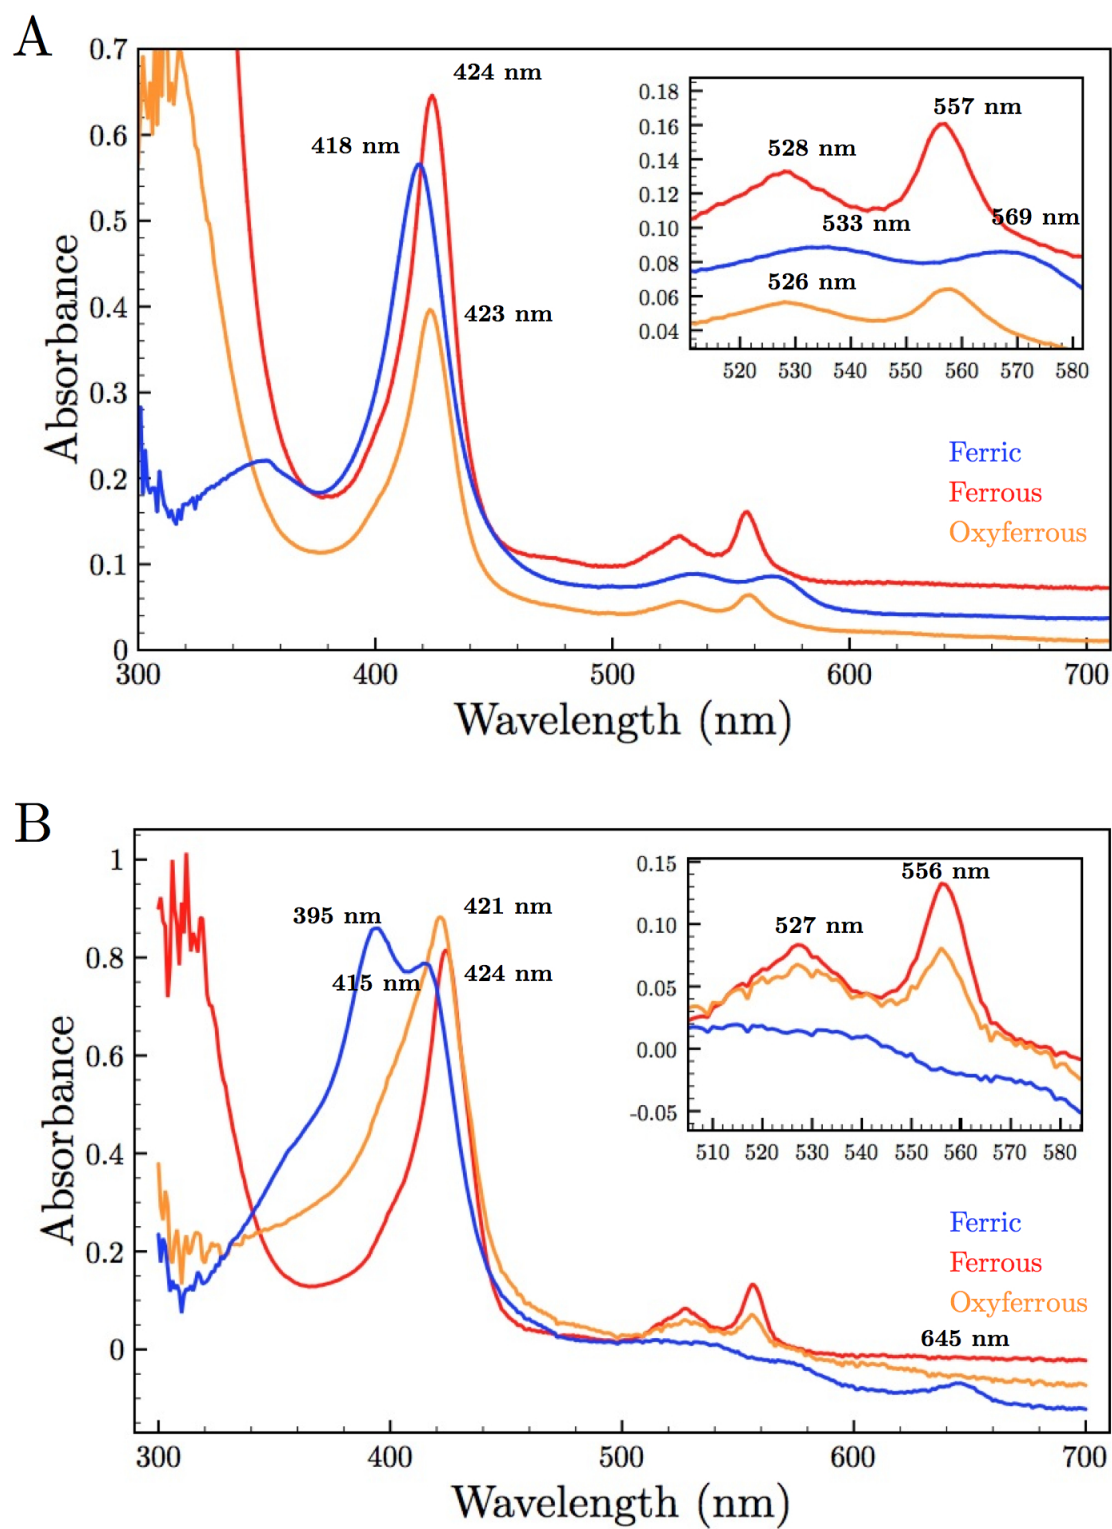 A
0.7
0.6
0.5
0.4
0.3
0.2
0.1
0
Absorbance
424 nm
418 nm
423 nm
0.18
0.16
0.14
0.12
0.10
0.08
0.06
0.04
557 nm
528 nm
533 nm
569 nm
526 nm
520 530 540 550 560 570 580
Ferric
Ferrous
Oxyferrous
300 400 500 600 700
Wavelength (nm)
B
1
0.8
0.6
0.4
0.2
0
Absorbance
395 nm
421 nm
415 nm
424 nm
0.15
0.10
0.05
0.00
-0.05
556 nm
527 nm
510 520 530 540 550 560 570 580
Ferric
Ferrous
Oxyferrous
645 nm
300 400 500 600 700
Wavelength (nm)